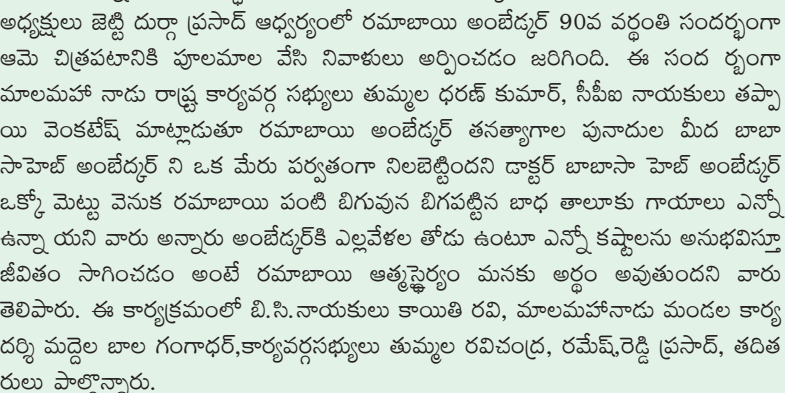 అధ్యక్షులు జెట్టి దుర్గా ప్రసాద్ ఆధ్వర్యంలో రమాబాయి అంబేడ్కర్ 90వ వర్ధంతి సందర్భంగా
ఆమె చిత్రపటానికి పూలమాల వేసి నివాళులు అర్పించడం జరిగింది. ఈ సంద ర్భంగా
మాలమహా నాడు రాష్ట్ర కార్యవర్గ సభ్యులు తుమ్మల ధరణ్ కుమార్, సీపీఐ నాయకులు తప్పా
యి వెంకటేష్ మాట్లాడుతూ రమాబాయి అంబేడ్కర్ తనత్యాగాల పునాదుల మీద బాబా
సాహెబ్ అంబేద్కర్ ని ఒక మేరు పర్వతంగా నిలబెట్టిందని డాక్టర్ బాబాసా హెబ్ అంబేడ్కర్
ఒక్కో మెట్టు వెనుక రమాబాయి పంటి బిగువున బిగపట్టిన బాధ తాలూకు గాయాలు ఎన్నో
ఉన్నా యని వారు అన్నారు అంబేడ్కర్‌కి ఎల్లవేళల తోడు ఉంటూ ఎన్నో కష్టాలను అనుభవిస్తూ
జీవితం సాగించడం అంటే రమాబాయి ఆత్మస్థైర్యం మనకు అర్థం అవుతుందని వారు
తెలిపారు. ఈ కార్యక్రమంలో బి.సి.నాయకులు కాయితి రవి, మాలమహానాడు మండల కార్య
దర్శి మద్దెల బాల గంగాధర్,కార్యవర్గసభ్యులు తుమ్మల రవిచంద్ర, రమేష్,రెడ్డి ప్రసాద్, తదిత
రులు పాల్గొన్నారు.